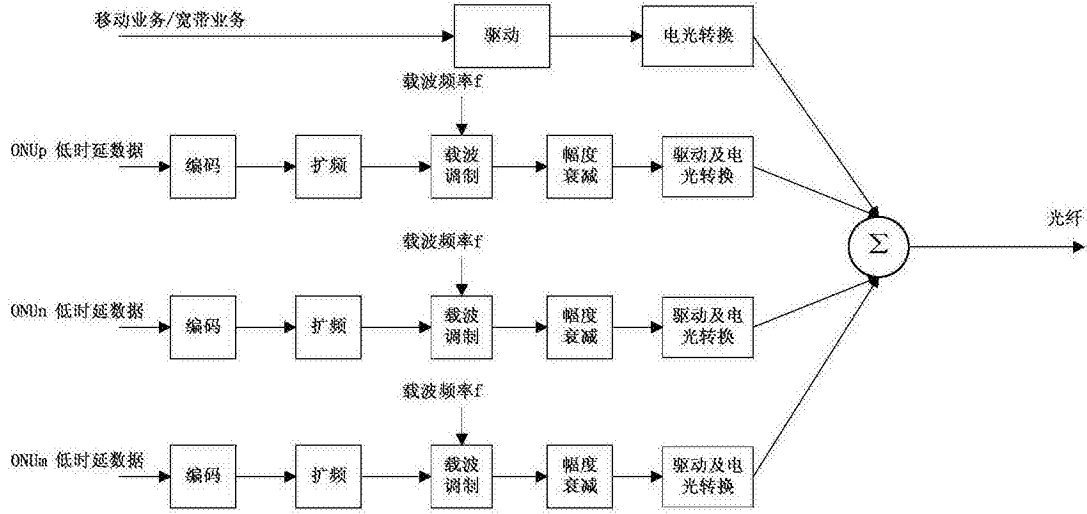 移动业务/宽带业务
驱动
电光转换
载波频率f
ONUp 低时延数据
编码
扩频
载波
调制
幅度
衰减
驱动及电
光转换
光纤
Σ
载波频率f
ONUn 低时延数据
编码
扩频
载波
调制
幅度
衰减
驱动及电
光转换
载波频率f
ONUm 低时延数据
编码
扩频
载波
调制
幅度
衰减
驱动及电
光转换